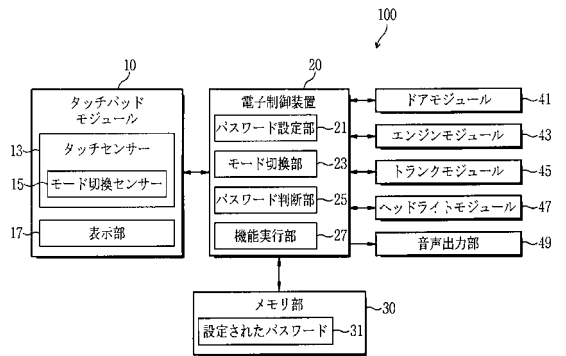 100
10
タッチパッド
モジュール
13
タッチセンサー
15
モード切換センサー
17
表示部
20
電子制御装置
パスワード設定部
21
モード切換部
23
パスワード判断部
25
機能実行部
27
ドアモジュール
41
エンジンモジュール
43
トランクモジュール
45
ヘッドライトモジュール
47
音声出力部
49
メモリ部
30
設定されたパスワード
31